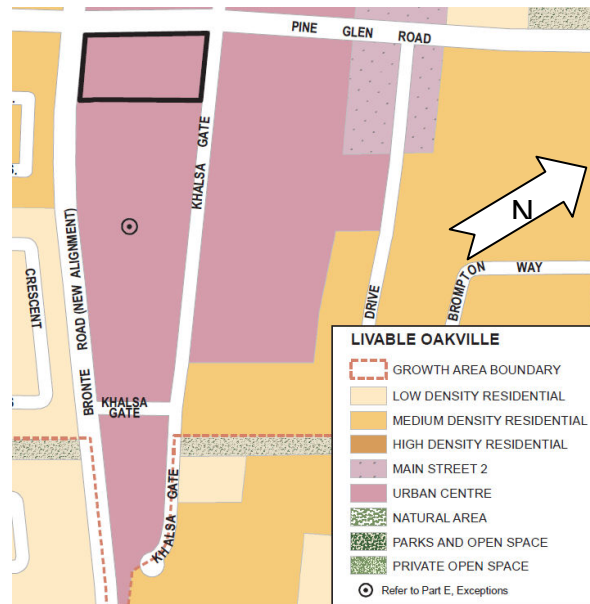 PINE GLEN ROAD
KHALSA GATE
N
BRONTE ROAD (NEW ALIGNMENT)
CRESCENT
DRIVE
BROMPTON WAY
KHALSA
GATE
KHALSA GATE
LIVABLE OAKVILLE
GROWTH AREA BOUNDARY
LOW DENSITY RESIDENTIAL
MEDIUM DENSITY RESIDENTIAL
HIGH DENSITY RESIDENTIAL
MAIN STREET 2
URBAN CENTRE
NATURAL AREA
PARKS AND OPEN SPACE
PRIVATE OPEN SPACE
Refer to Part E, Exceptions